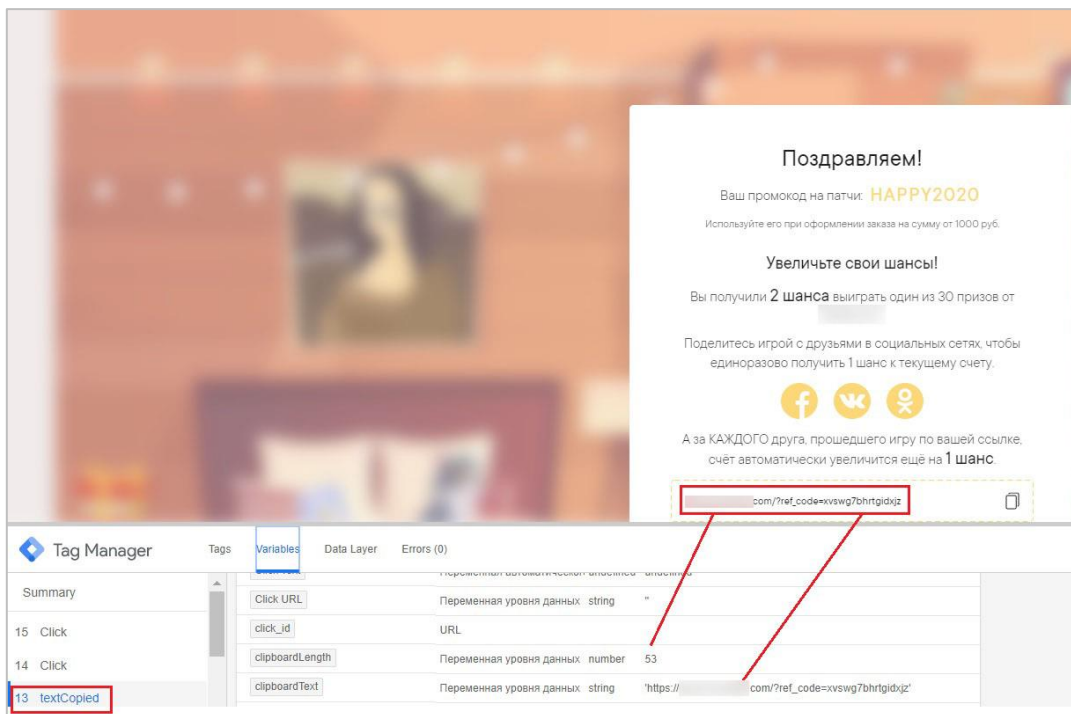 Поздравляем!
Ваш промокод на патчи: HAPPY2020
Используйте его при оформлении заказа на сумму от 1000 руб.
Увеличьте свои шансы!
Вы получили 2 шанса выиграть один из 30 призов от
Поделитесь игрой с друзьями в социальных сетях, чтобы
единоразово получить 1 шанс к текущему счету.
А за КАЖДОГО друга, прошедшего игру по вашей ссылке,
счёт автоматически увеличится ещё на 1 шанс.
com/?ref_code=xvswg7bhrtgidxjz
Tag Manager Tags Variables Data Layer Errors (0)
Summary
15 Click
14 Click
13 textCopied
Click URL Переменная уровня данных string ''
click_id URL
clipboardLength Переменная уровня данных number 53
clipboardText Переменная уровня данных string 'https:// com/?ref_code=xvswg7bhrtgidxjz'